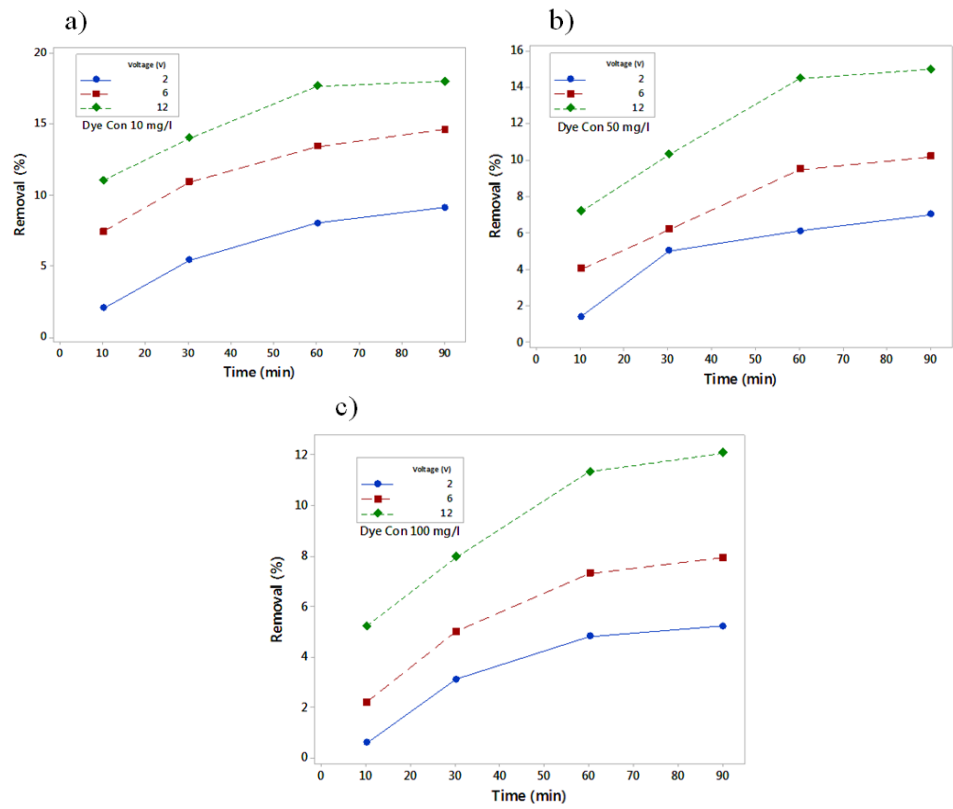 a)
20
15
10
5
0
Removal (%)
Voltage (V)
2
6
12
Dye Con 10 mg/l
0 10 20 30 40 50 60 70 80 90
Time (min)
b)
16
14
12
10
8
6
4
2
0
Removal (%)
Voltage (V)
2
6
12
Dye Con 50 mg/l
0 10 20 30 40 50 60 70 80 90
Time (min)
c)
12
10
8
6
4
2
0
Removal (%)
Voltage (V)
2
6
12
Dye Con 100 mg/l
0 10 20 30 40 50 60 70 80 90
Time (min)